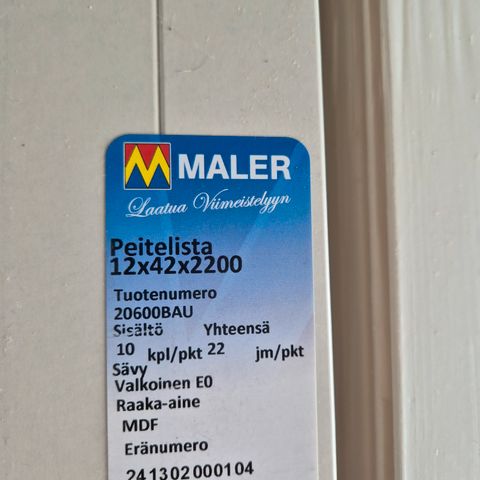 MALER
Laatua Viimeistelyyn
Peitelista
12x42x2200
Tuotenumero
20600BAU
Sisältö Yhteensä
10 kpl/pkt 22 jm/pkt
Sävy
Valkoinen E0
Raaka-aine
MDF
Eränumero
241302000104